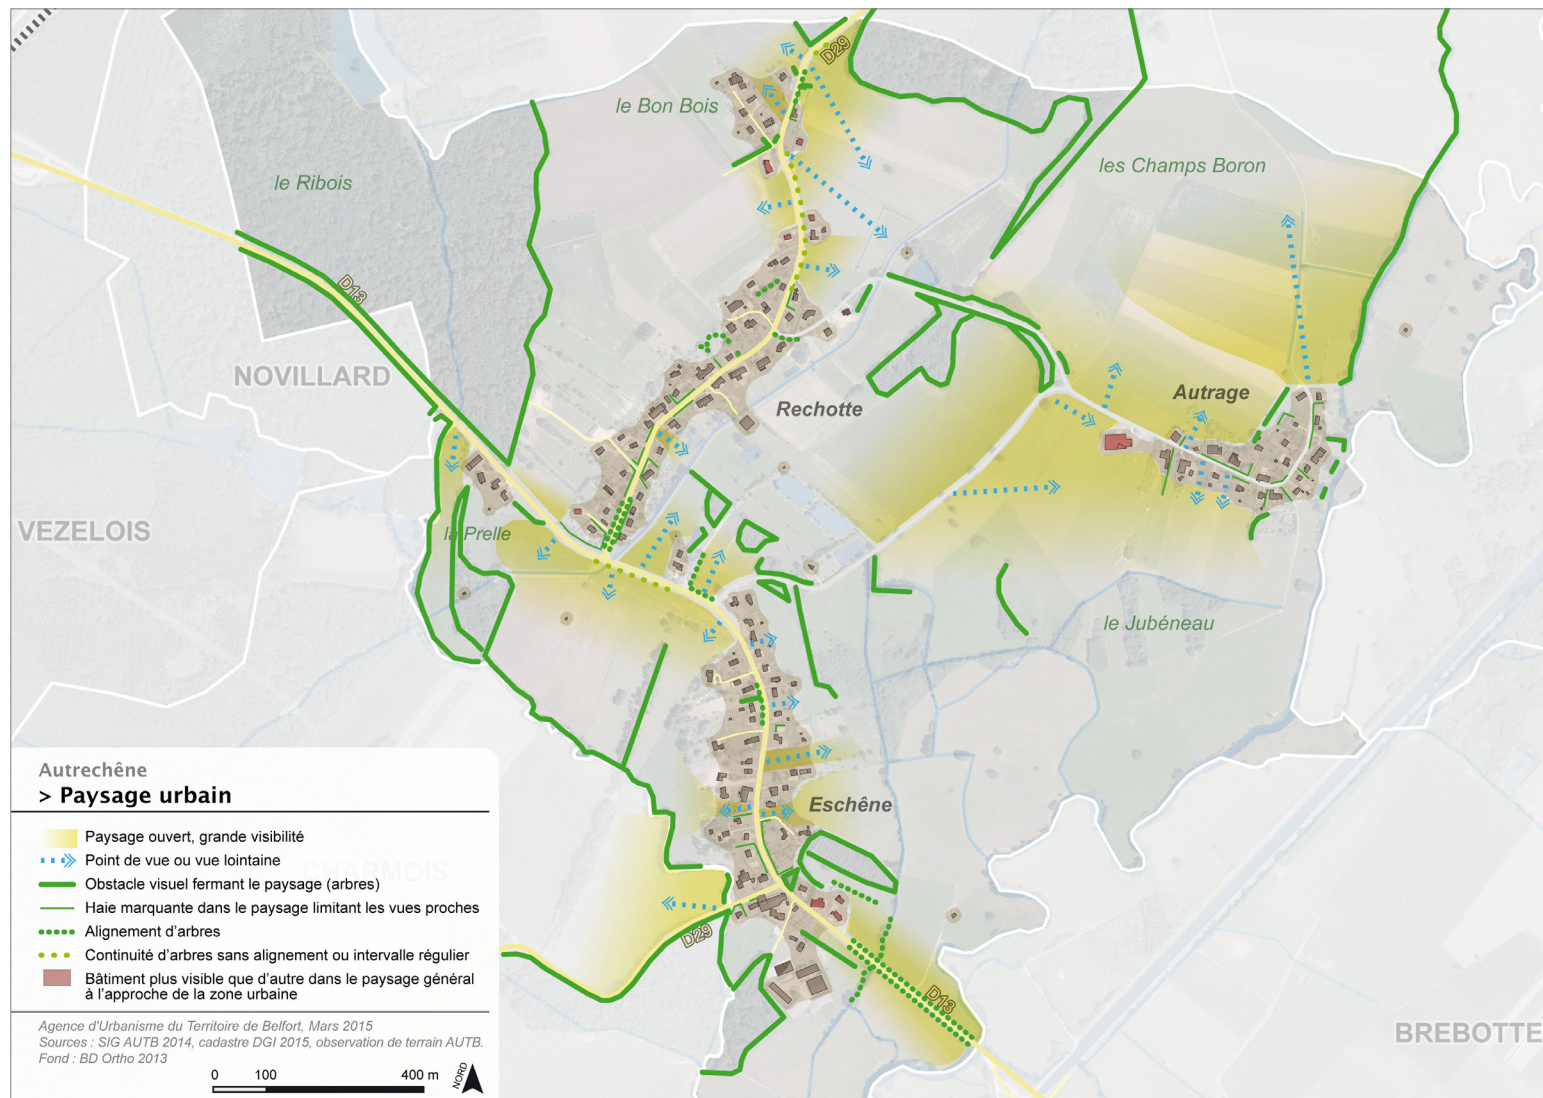 D29
le Bon Bois
les Champs Boron
le Ribois
D13
NOVILLARD
Autrage
Rechotte
VEZELOIS
la Prelle
le Jubéneau
Eschêne
CHARMOIS
D29
D13
BREBOTTE
Autrechêne
> Paysage urbain
Paysage ouvert, grande visibilité
Point de vue ou vue lointaine
Obstacle visuel fermant le paysage (arbres)
Haie marquante dans le paysage limitant les vues proches
Alignement d'arbres
Continuité d'arbres sans alignement ou intervalle régulier
Bâtiment plus visible que d'autre dans le paysage général
à l'approche de la zone urbaine
Agence d'Urbanisme du Territoire de Belfort, Mars 2015
Sources : SIG AUTB 2014, cadastre DGI 2015, observation de terrain AUTB.
Fond : BD Ortho 2013
0 100 400 m
NORD